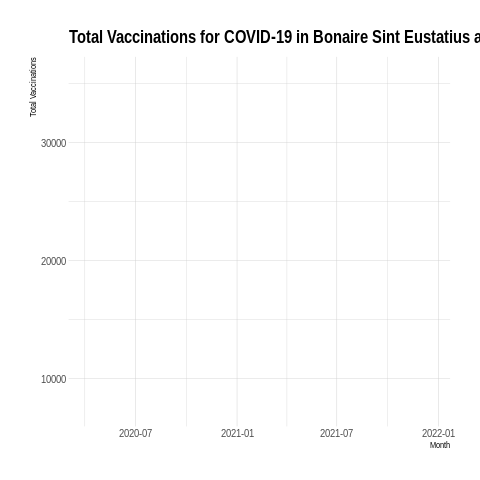 Total Vaccinations for COVID-19 in Bonaire Sint Eustatius a
Total Vaccinations
30000
20000
10000
2020-07 2021-01 2021-07 2022-01
Month